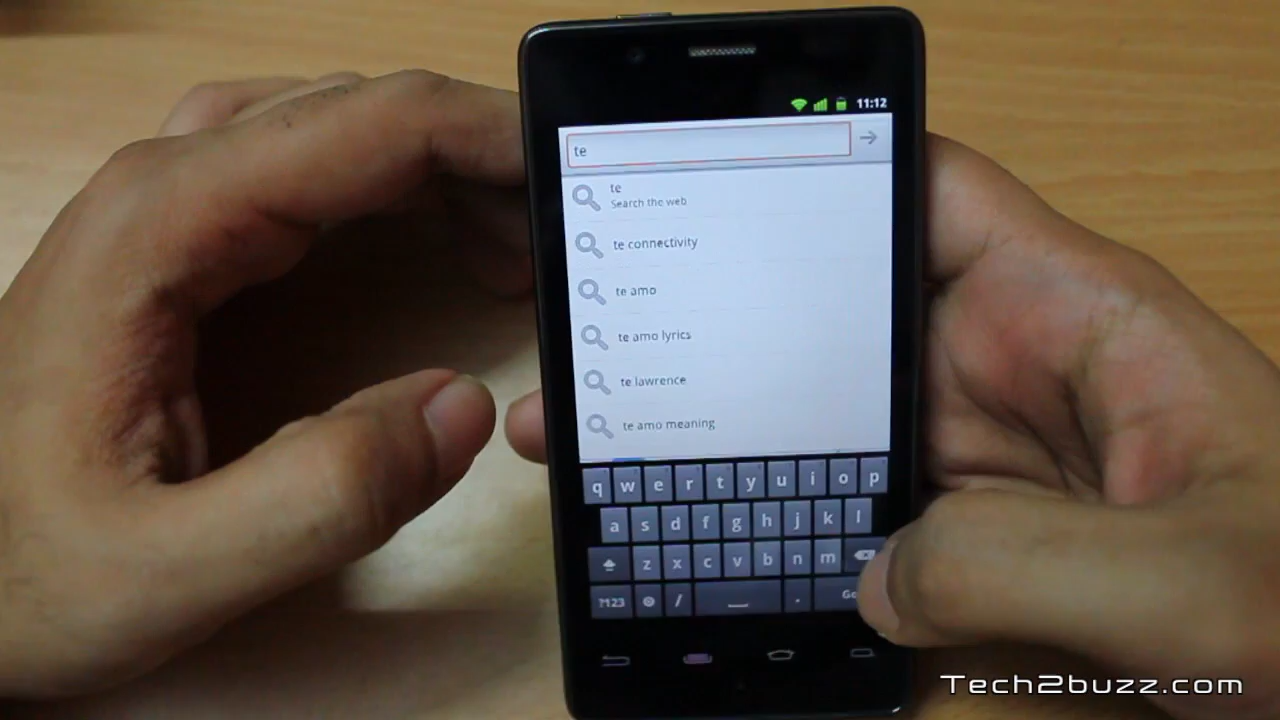 11:12
te
te
Search the web
te connectivity
te amo
te amo lyrics
te lawrence
te amo meaning
q w e r t y u i o p
a s d f g h j k l
z x c v b n m
?123 / . Go
Tech2buzz.com